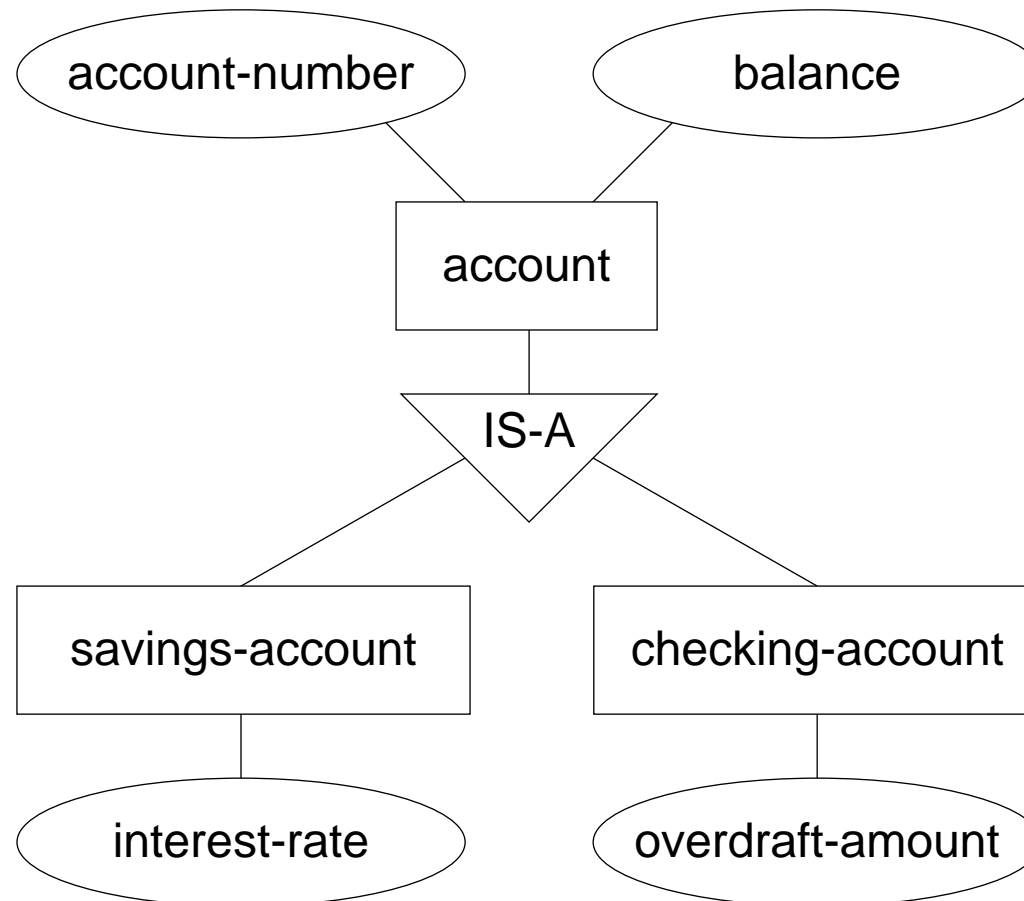 account-number
balance
account
IS-A
savings-account
checking-account
interest-rate
overdraft-amount